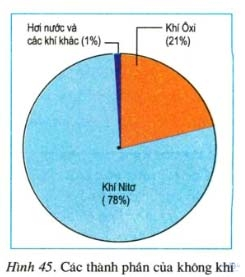 Hơi nước và
các khí khác (1%)
Khí Ôxi
(21%)
Khí Nitơ
( 78%)
Hình 45. Các thành phần của không khí